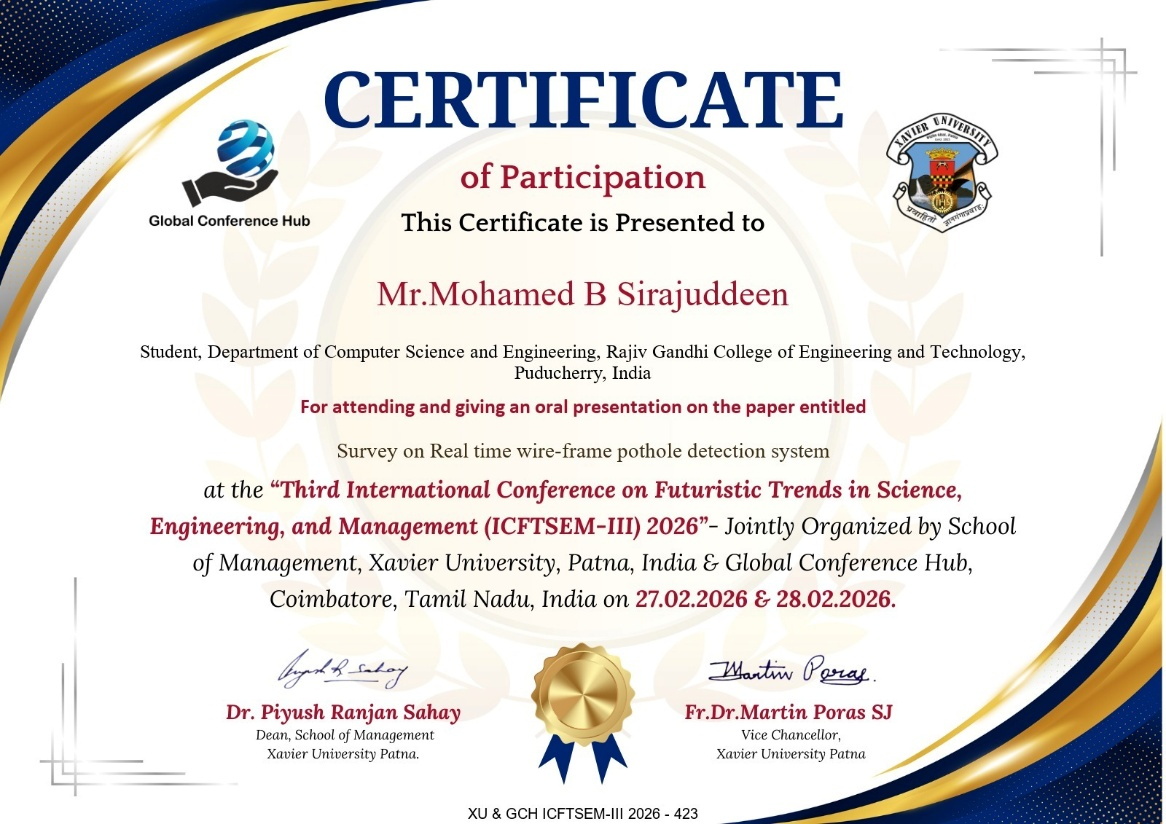 CERTIFICATE
of Participation
This Certificate is Presented to
Global Conference Hub
XAVIER UNIVERSITY
Mr.Mohamed B Sirajuddeen
Student, Department of Computer Science and Engineering, Rajiv Gandhi College of Engineering and Technology,
Puducherry, India
For attending and giving an oral presentation on the paper entitled
Survey on Real time wire-frame pothole detection system
at the “Third International Conference on Futuristic Trends in Science,
Engineering, and Management (ICFTSEM-III) 2026”- Jointly Organized by School
of Management, Xavier University, Patna, India & Global Conference Hub,
Coimbatore, Tamil Nadu, India on 27.02.2026 & 28.02.2026.
Martin Poras.
Dr. Piyush Ranjan Sahay
Dean, School of Management
Xavier University Patna.
Fr.Dr.Martin Poras SJ
Vice Chancellor,
Xavier University Patna
XU & GCH ICFTSEM-III 2026 - 423